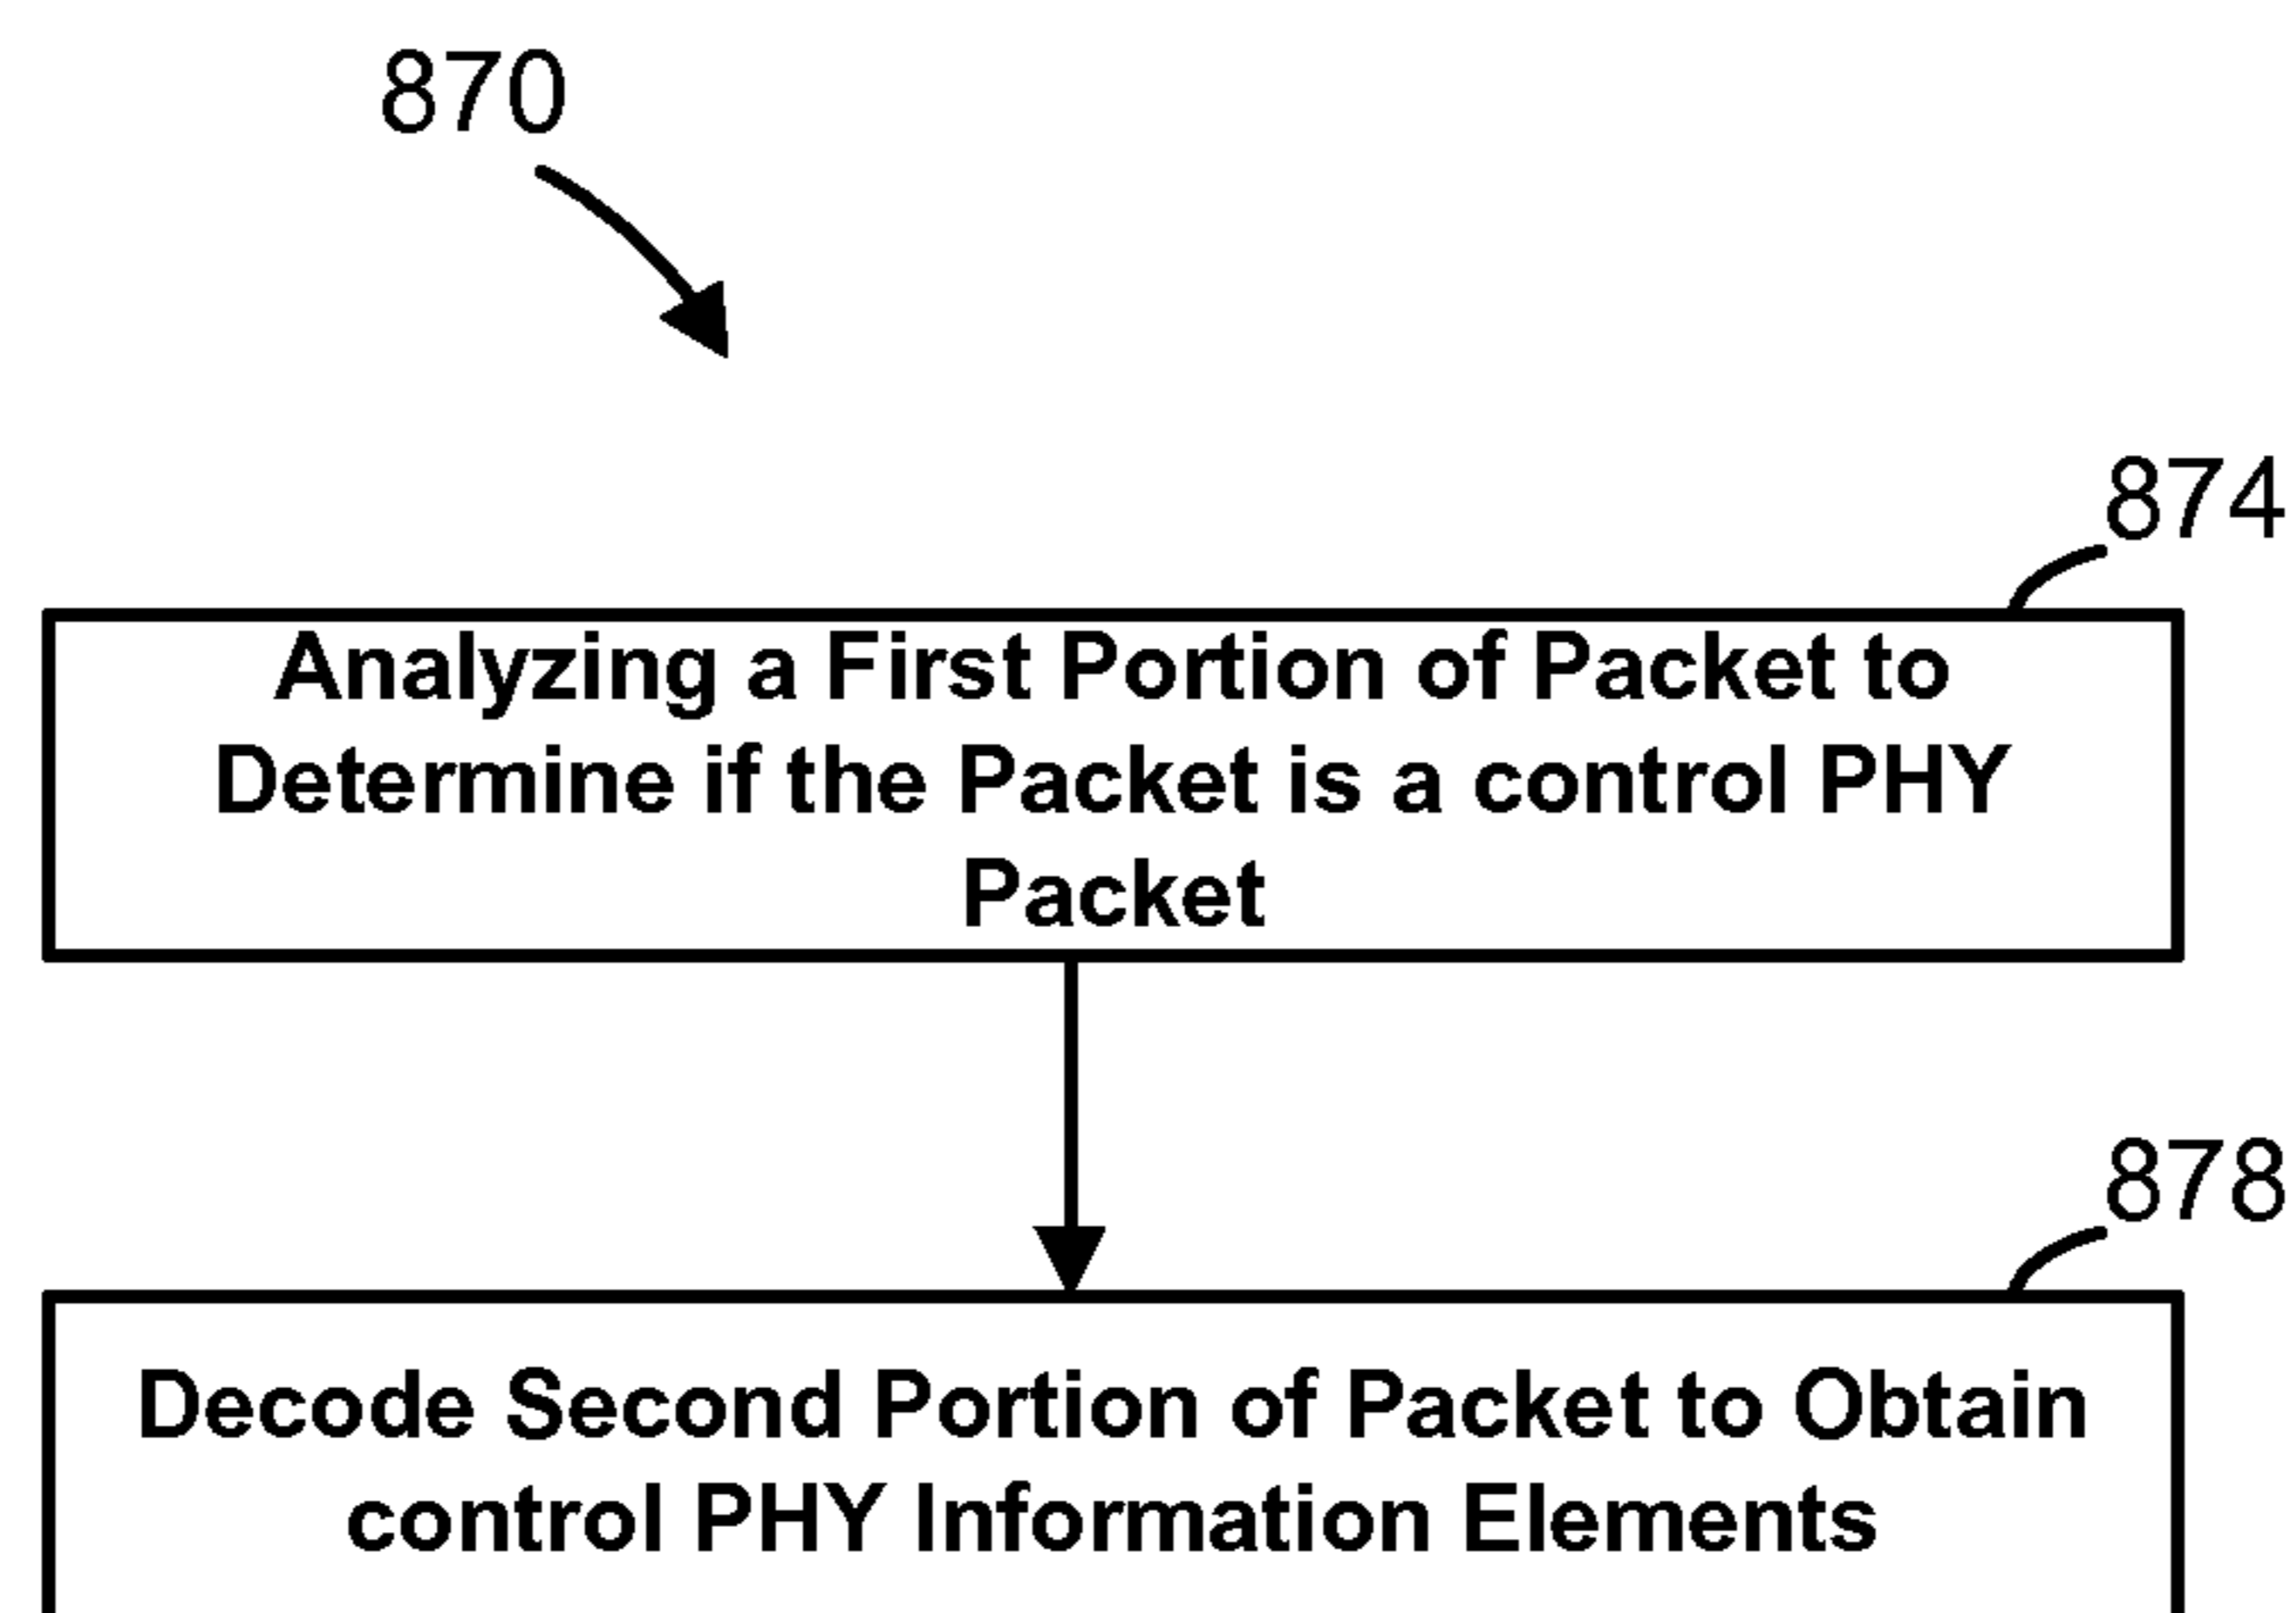 870
874
Analyzing a First Portion of Packet to
Determine if the Packet is a control PHY
Packet
878
Decode Second Portion of Packet to Obtain
control PHY Information Elements